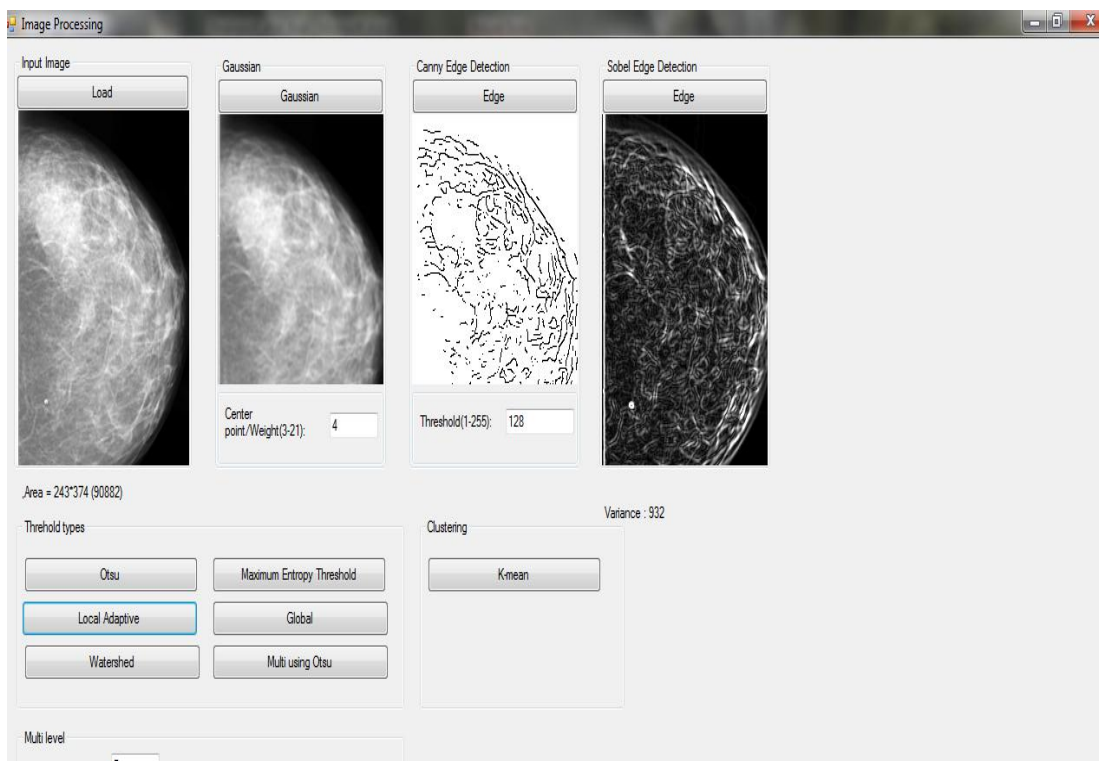 Image Processing
Input Image
Load
Gaussian
Gaussian
Canny Edge Detection
Edge
Sobel Edge Detection
Edge
Center
point/Weight(3-21):
4
Threshold(1-255):
128
,Area = 243*374 (90882)
Variance : 932
Threhold types
Otsu
Maximum Entropy Threshold
Local Adaptive
Global
Watershed
Multi using Otsu
Clustering
K-mean
Multi level